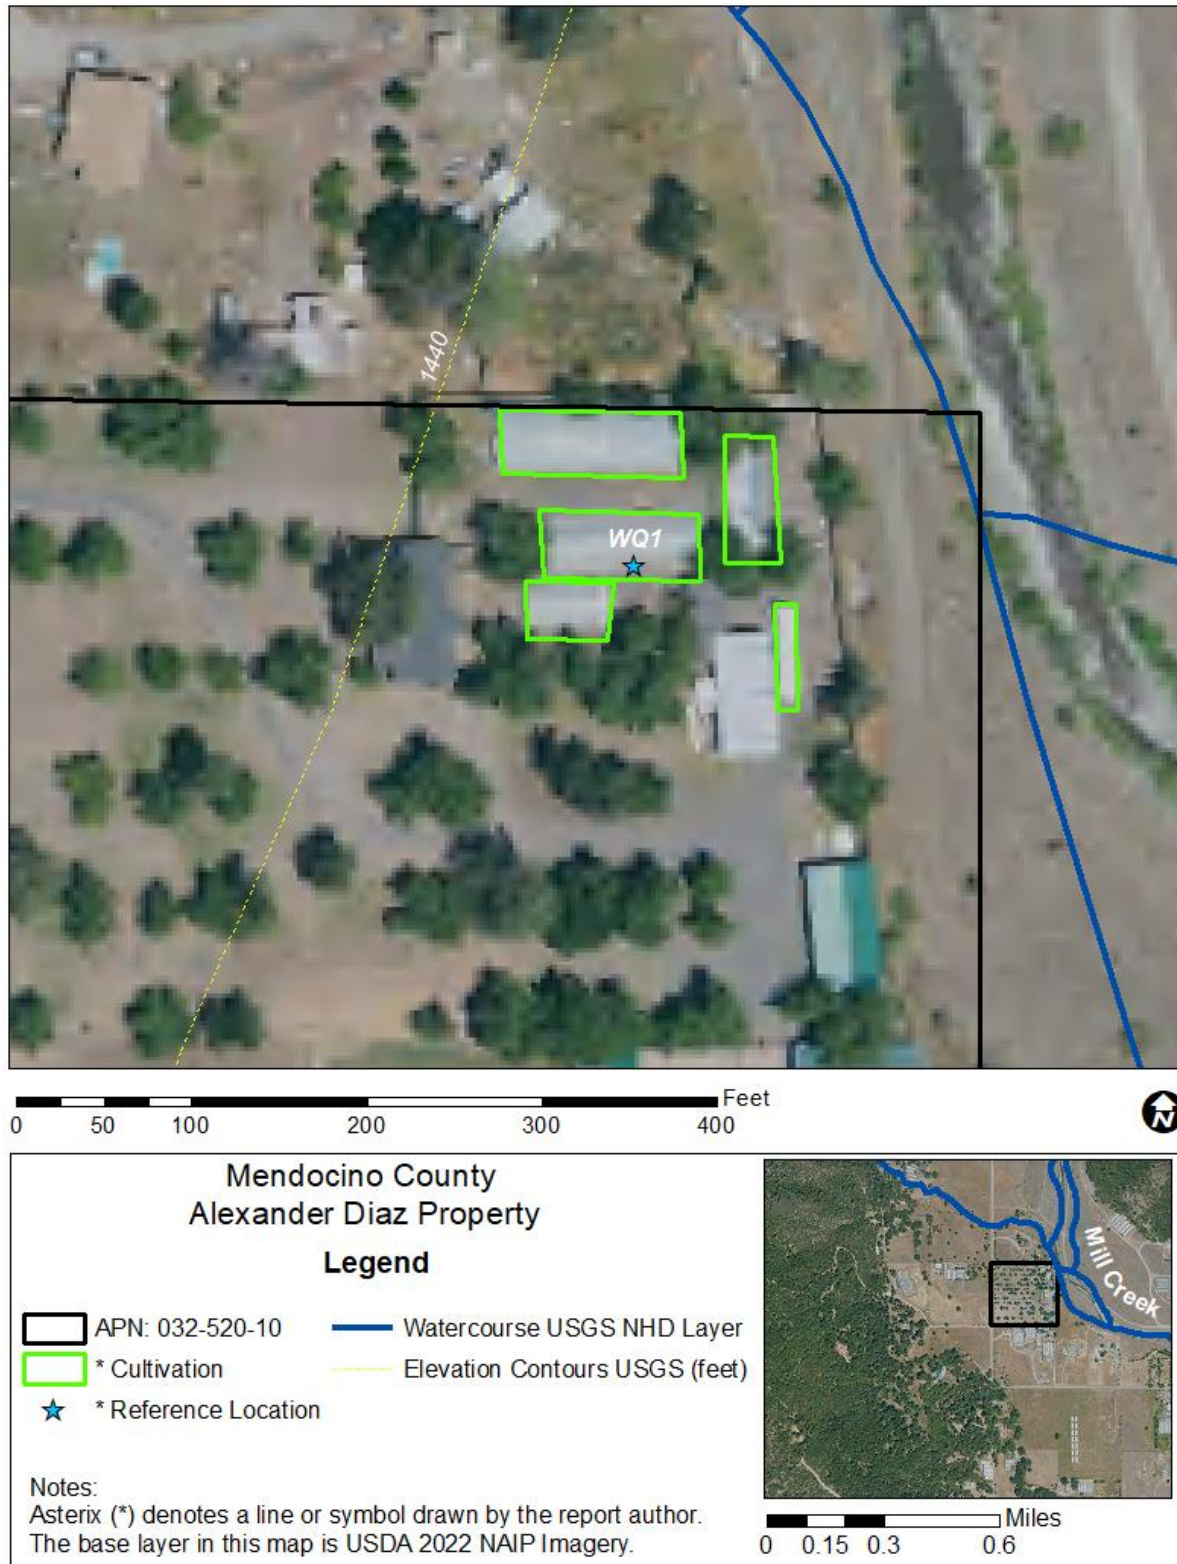 1440
WQ1
Feet
0 50 100 200 300 400
N
Mendocino County
Alexander Diaz Property
Legend
APN: 032-520-10
Watercourse USGS NHD Layer
* Cultivation
Elevation Contours USGS (feet)
* Reference Location
Notes:
Asterix (*) denotes a line or symbol drawn by the report author.
The base layer in this map is USDA 2022 NAIP Imagery.
Mill Creek
Miles
0 0.15 0.3 0.6